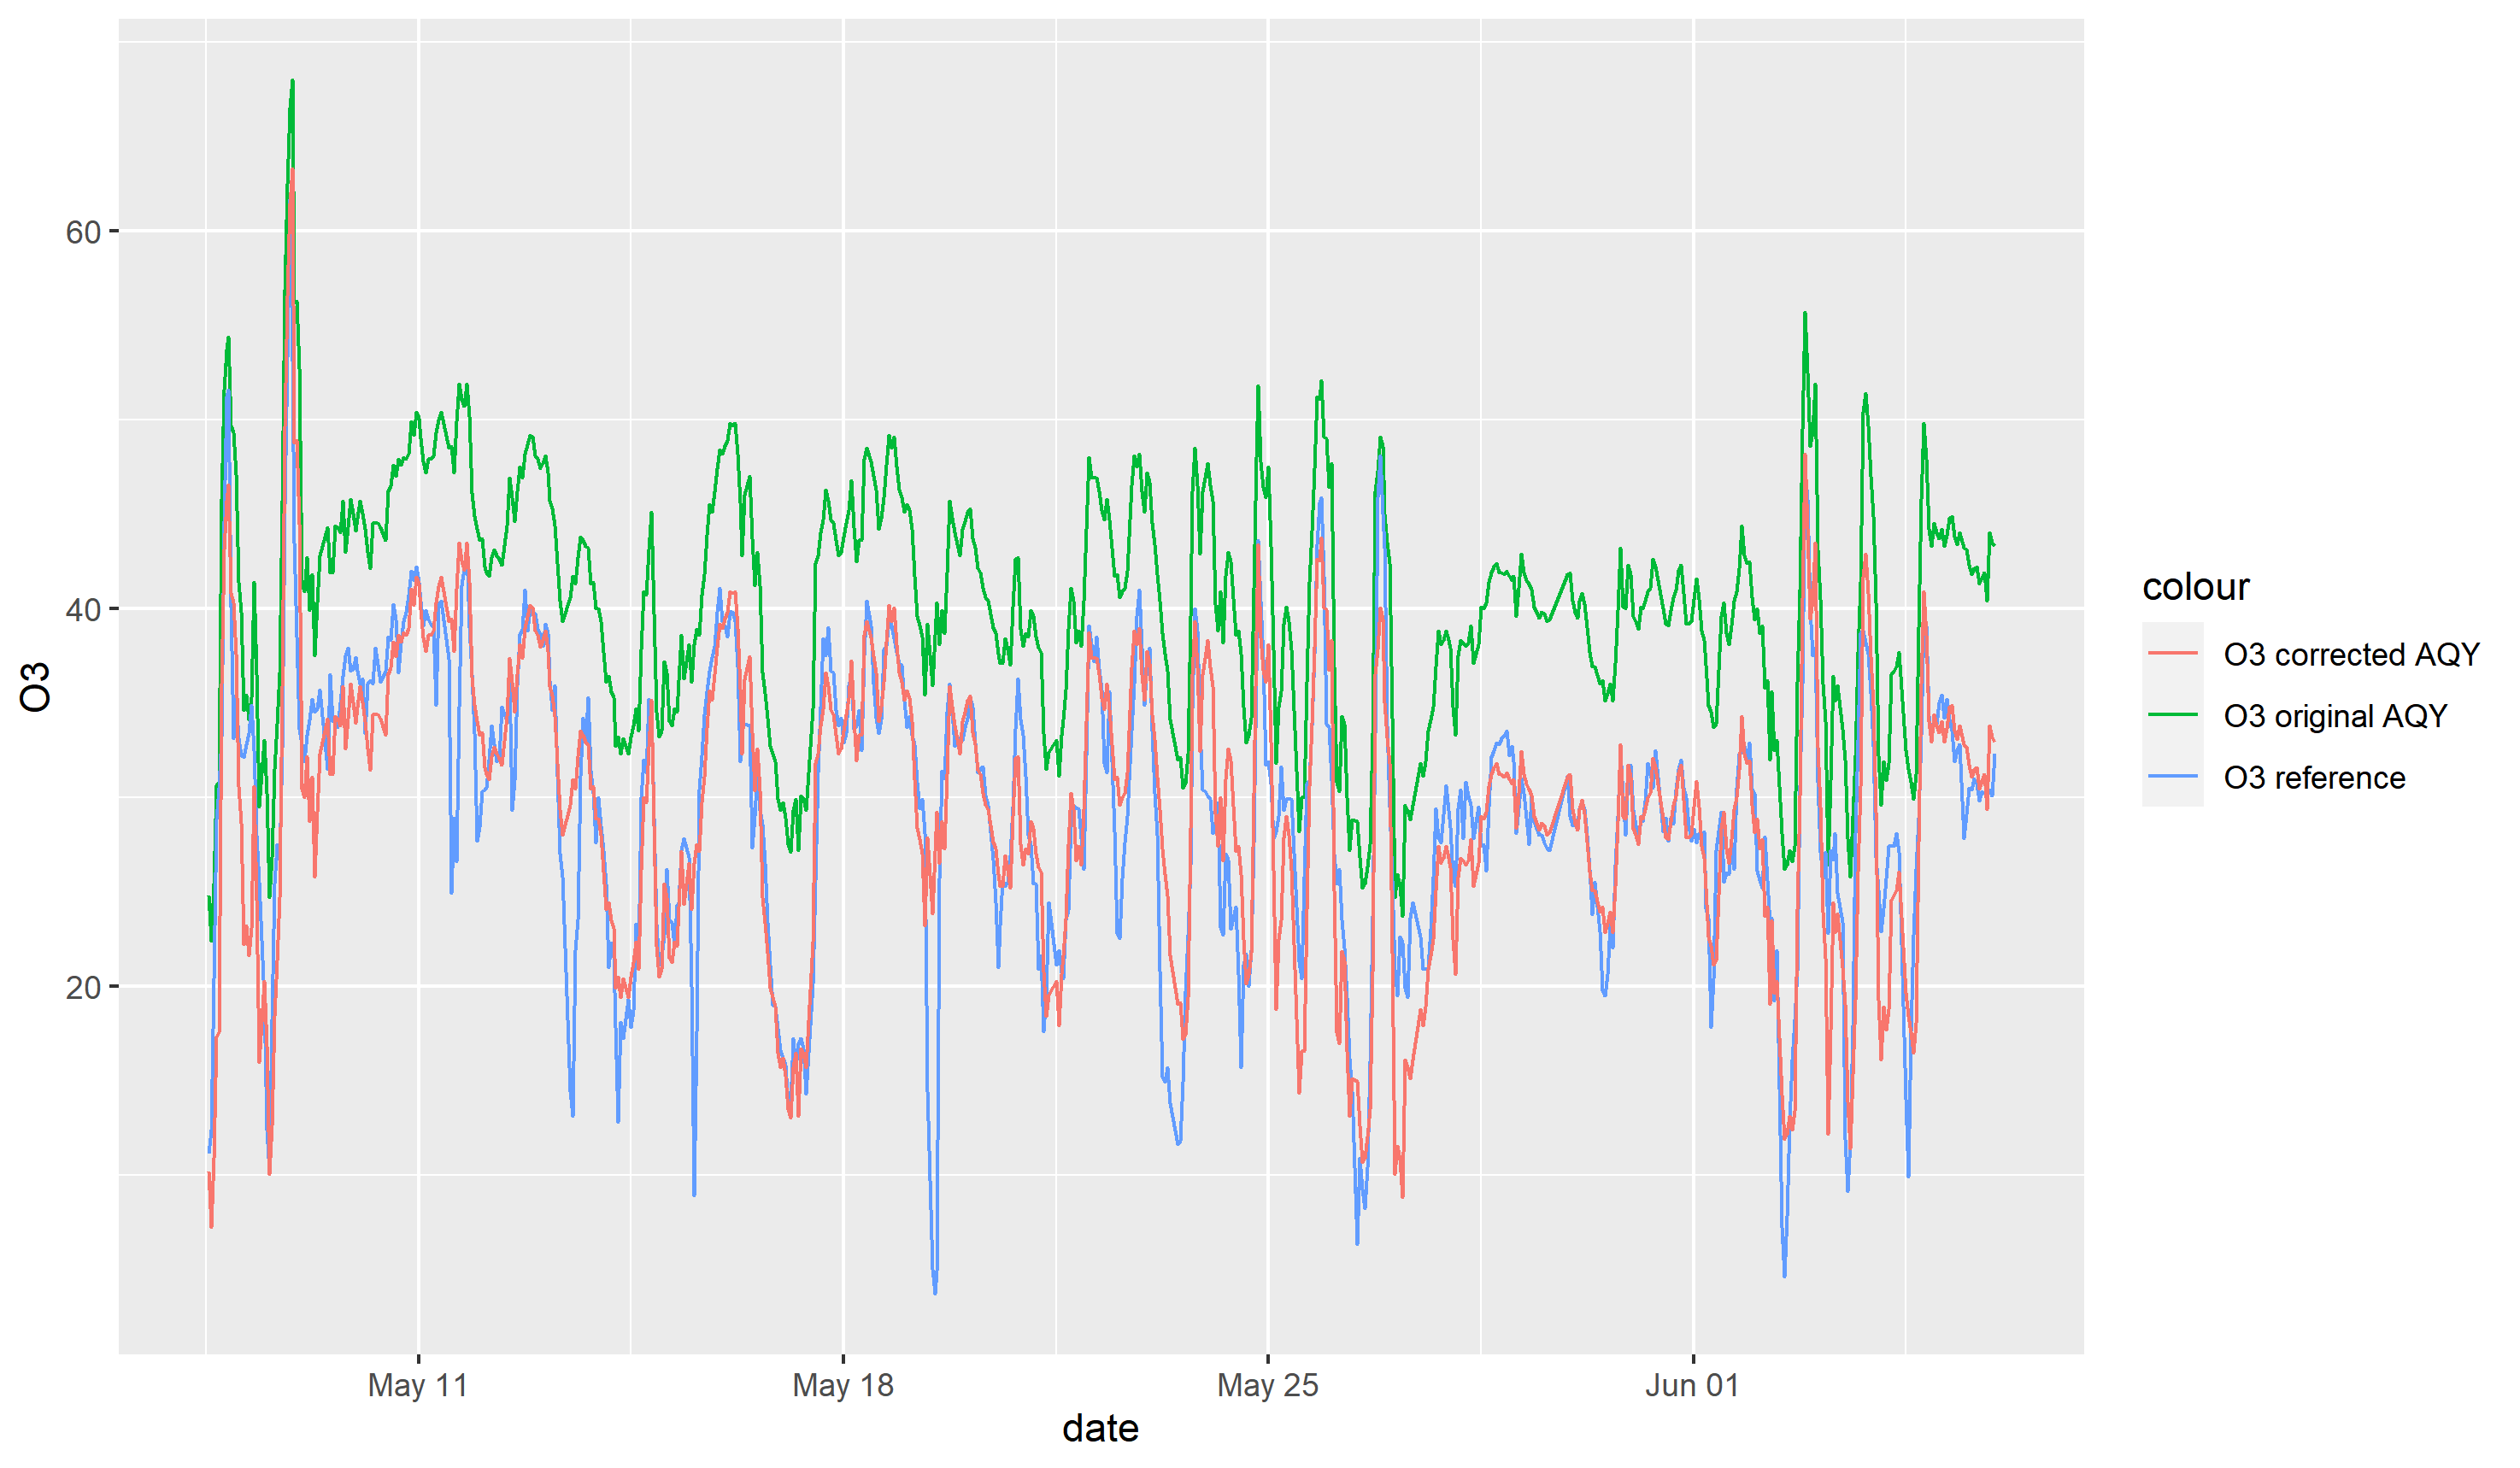 60
40
20
O3
May 11
May 18
May 25
Jun 01
date
colour
O3 corrected AQY
O3 original AQY
O3 reference